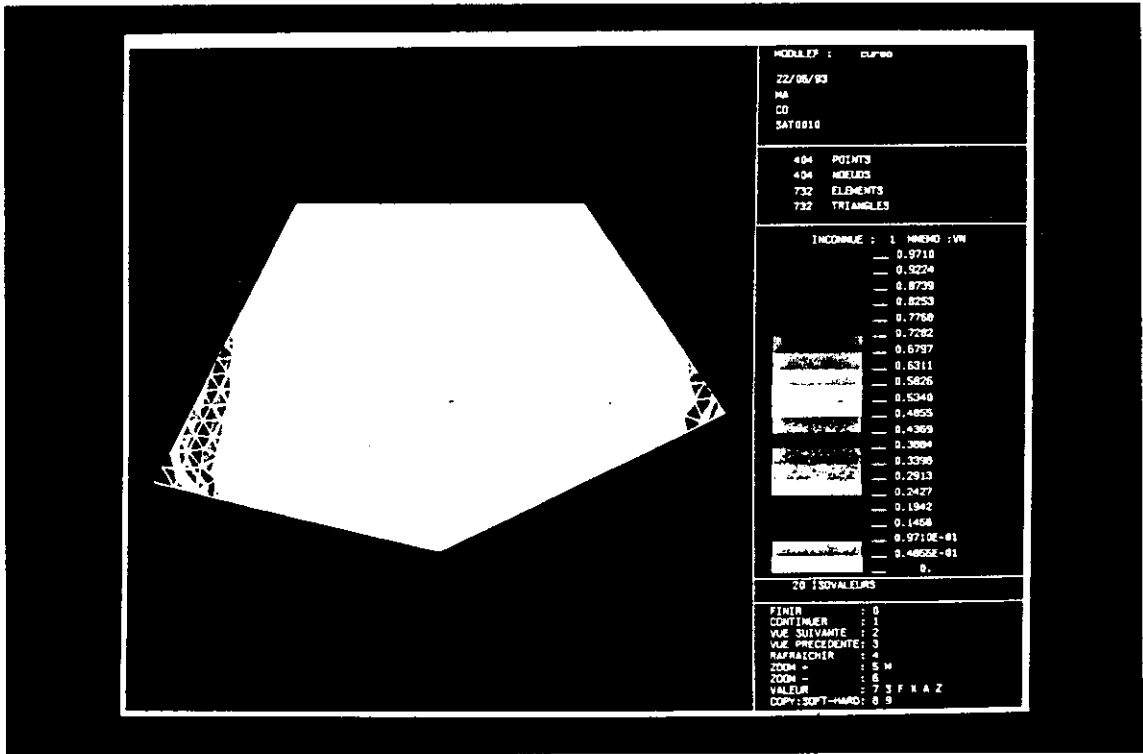 MODULEF : curso
22/06/93
MA
CO
SAT0010
404 POINTS
404 NOEUDS
732 ELEMENTS
732 TRIANGLES
INCONNUE : 1 MNEMO :VN
0.9710
0.9224
0.8739
0.8253
0.7768
0.7282
0.6797
0.6311
0.5826
0.5340
0.4855
0.4369
0.3884
0.3398
0.2913
0.2427
0.1942
0.1456
0.9710E-01
0.4855E-01
0.
20 ISOVALEURS
FINIR : 0
CONTINUER : 1
VUE SUIVANTE : 2
VUE PRECEDENTE: 3
RAFRAICHIR : 4
ZOOM + : 5 W
ZOOM - : 6
VALEUR : 7 S F X A Z
COPY:SOFT-HARD: 8 9